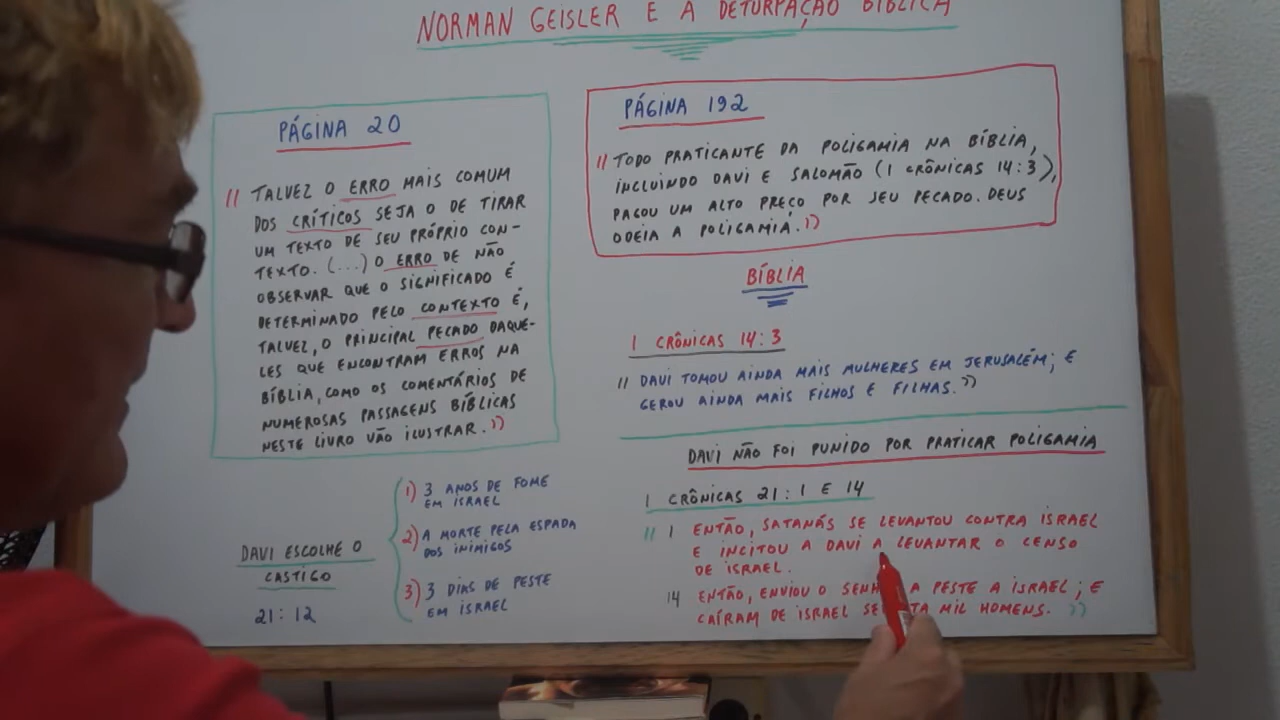 NORMAN GEISLER E A DETURPAÇÃO BÍBLICA
PÁGINA 20
"TALVEZ O ERRO MAIS COMUM
DOS CRÍTICOS SEJA O DE TIRAR
UM TEXTO DE SEU PRÓPRIO CON-
TEXTO. (...) O ERRO DE NÃO
OBSERVAR QUE O SIGNIFICADO É
DETERMINADO PELO CONTEXTO É,
TALVEZ, O PRINCIPAL PECADO DAQUE-
LES QUE ENCONTRAM ERROS NA
BÍBLIA, COMO OS COMENTÁRIOS DE
NUMEROSAS PASSAGENS BÍBLICAS
NESTE LIVRO VÃO ILUSTRAR."
DAVI ESCOLHE O
CASTIGO
21:12
1) 3 ANOS DE FOME
EM ISRAEL
2) A MORTE PELA ESPADA
DOS INIMIGOS
3) 3 DIAS DE PESTE
EM ISRAEL
PÁGINA 192
"TODO PRATICANTE DA POLIGAMIA NA BÍBLIA,
INCLUINDO DAVI E SALOMÃO (1 CRÔNICAS 14:3),
PAGOU UM ALTO PREÇO POR SEU PECADO. DEUS
ODEIA A POLIGAMIA."
BÍBLIA
1 CRÔNICAS 14:3
"DAVI TOMOU AINDA MAIS MULHERES EM JERUSALÉM; E
GEROU AINDA MAIS FILHOS E FILHAS."
DAVI NÃO FOI PUNIDO POR PRATICAR POLIGAMIA
1 CRÔNICAS 21:1 E 14
"1 ENTÃO, SATANÁS SE LEVANTOU CONTRA ISRAEL
E INCITOU A DAVI A LEVANTAR O CENSO
DE ISRAEL.
14 ENTÃO, ENVIOU O A PESTE A ISRAEL; E
CAÍRAM DE ISRAEL MIL HOMENS."